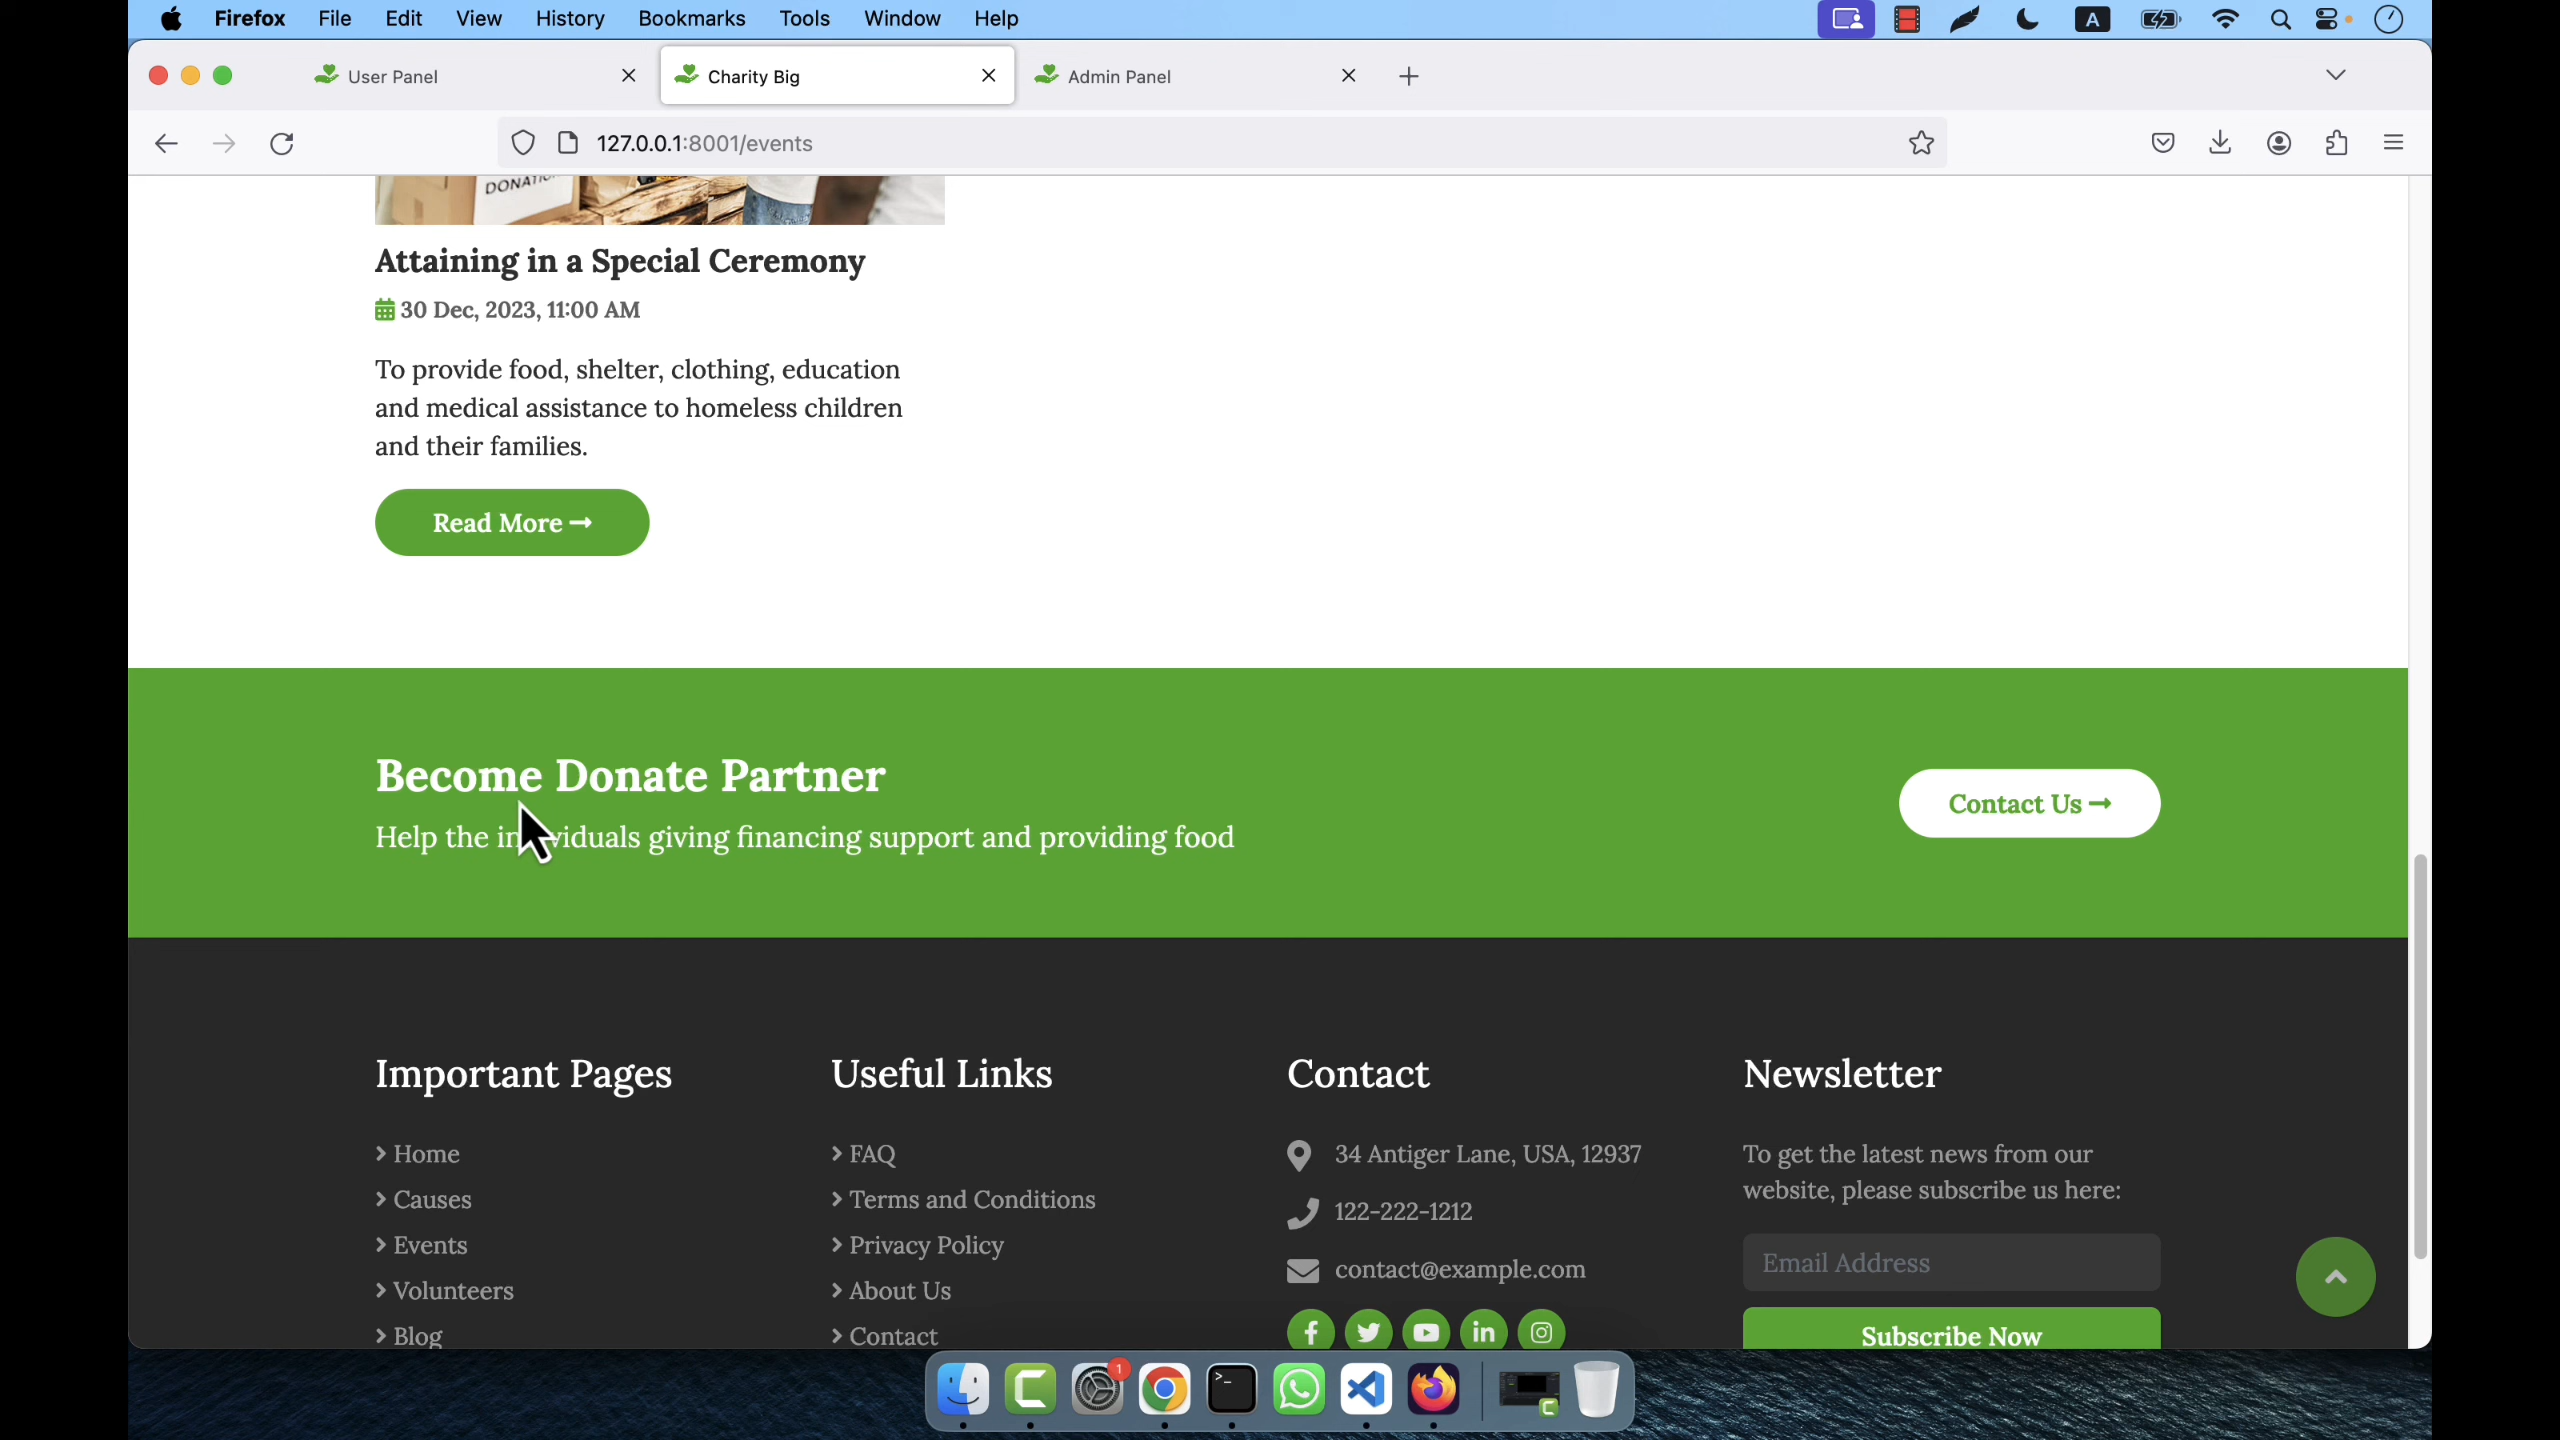 Firefox File Edit View History Bookmarks Tools Window Help A
User Panel
Charity Big
Admin Panel
127.0.0.1:8001/events
Attaining in a Special Ceremony
30 Dec, 2023, 11:00 AM
To provide food, shelter, clothing, education
and medical assistance to homeless children
and their families.
Read More
Become Donate Partner
Help the individuals giving financing support and providing food
Contact Us
Important Pages
Home
Causes
Events
Volunteers
Blog
Useful Links
FAQ
Terms and Conditions
Privacy Policy
About Us
Contact
Contact
34 Antiger Lane, USA, 12937
122-222-1212
contact@example.com
Newsletter
To get the latest news from our
website, please subscribe us here:
Email Address
Subscribe Now
1